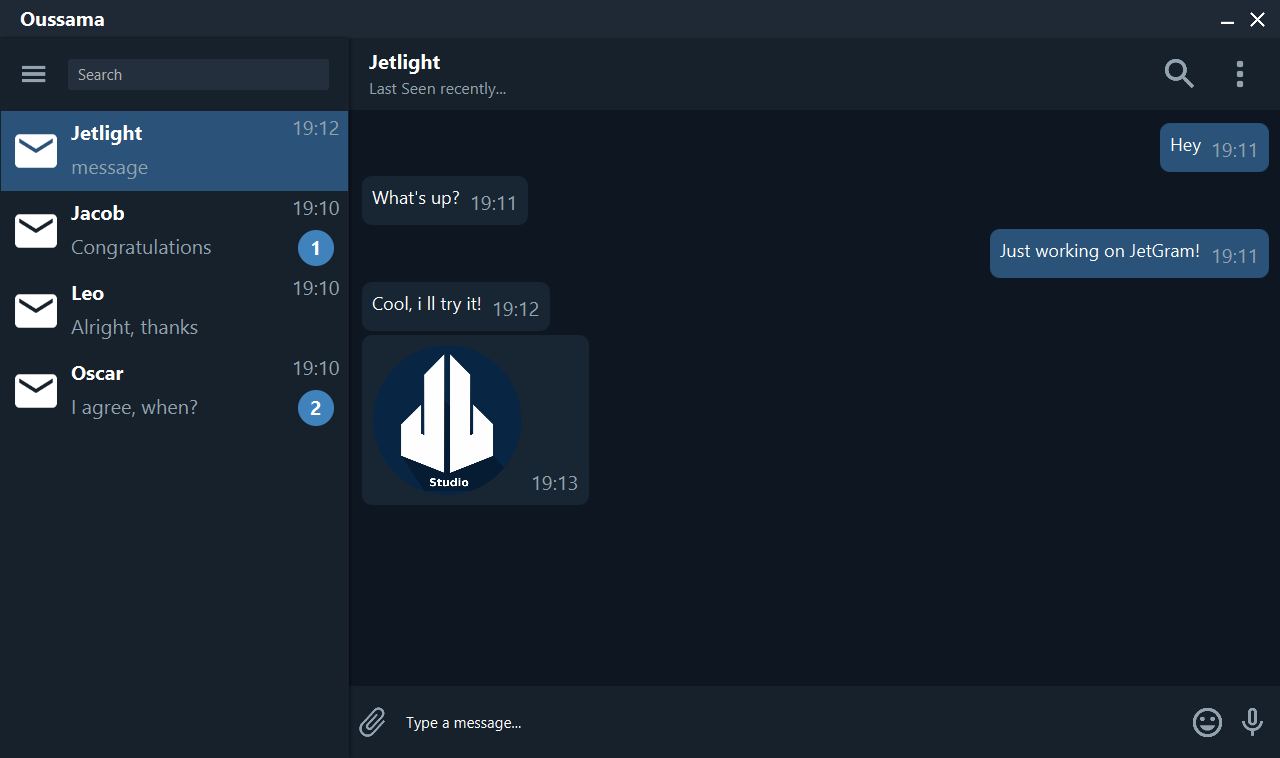 Oussama
Search
Jetlight 19:12
message
Jacob 19:10
Congratulations 1
Leo 19:10
Alright, thanks
Oscar 19:10
I agree, when? 2
Jetlight
Last Seen recently...
Hey 19:11
What's up? 19:11
Just working on JetGram! 19:11
Cool, i ll try it! 19:12
Studio
19:13
Type a message...